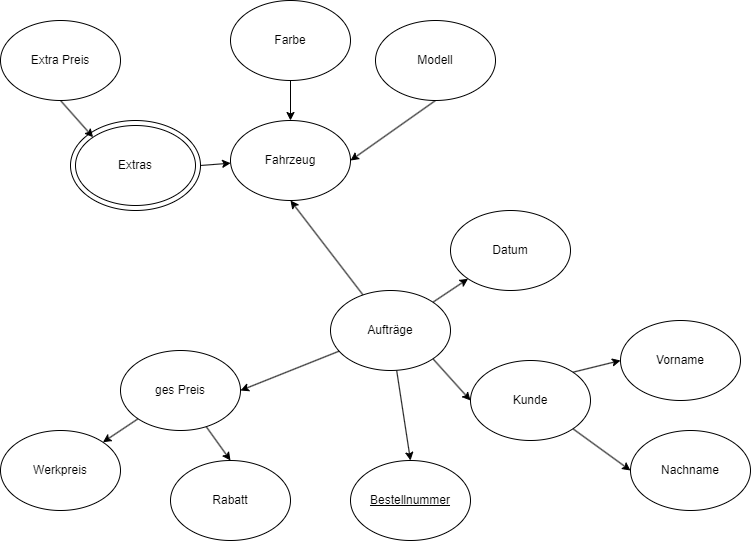 Farbe
Extra Preis
Modell
Extras
Fahrzeug
Datum
Aufträge
Vorname
ges Preis
Kunde
Werkpreis
Nachname
Rabatt
Bestellnummer